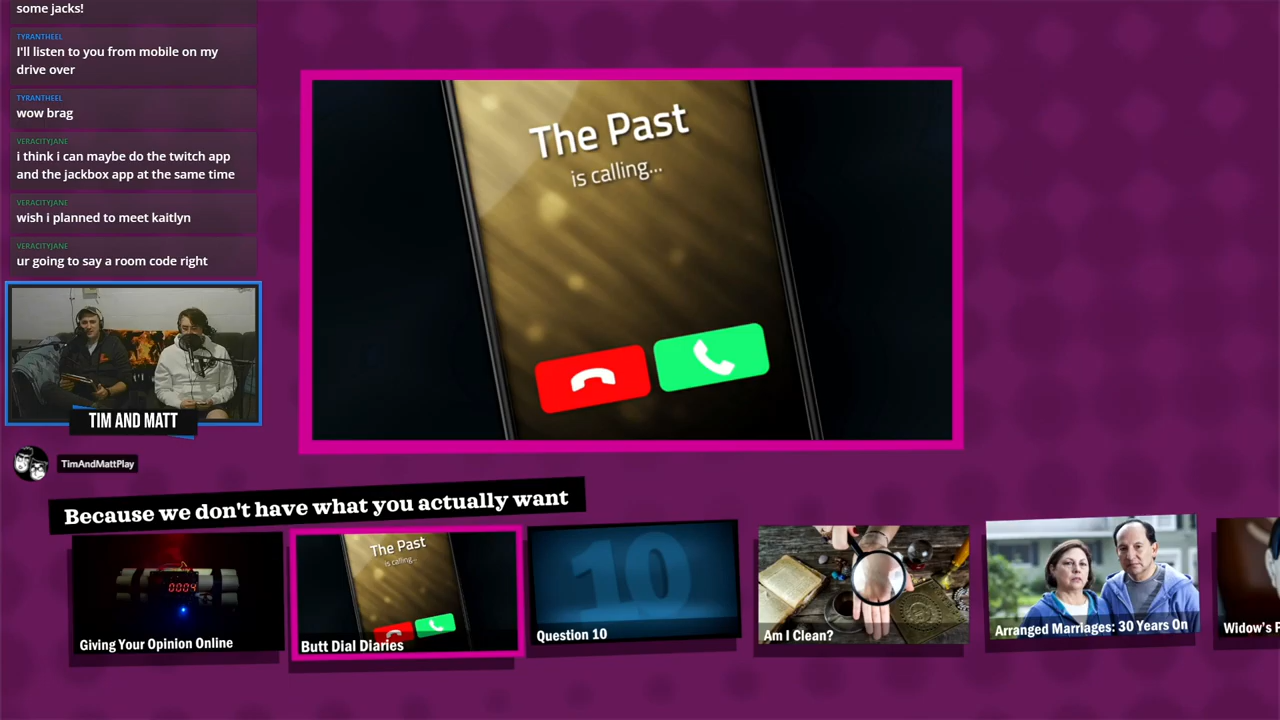 some jacks!
TYRANTHEEL
I'll listen to you from mobile on my
drive over
TYRANTHEEL
wow brag
VERACITYJANE
i think i can maybe do the twitch app
and the jackbox app at the same time
VERACITYJANE
wish i planned to meet kaitlyn
VERACITYJANE
ur going to say a room code right
TIM AND MATT
TimAndMattPlay
The Past
is calling...
Because we don't have what you actually want
0004
Giving Your Opinion Online
The Past
is calling...
Butt Dial Diaries
10
Question 10
Am I Clean?
Arranged Marriages: 30 Years On
Widow's